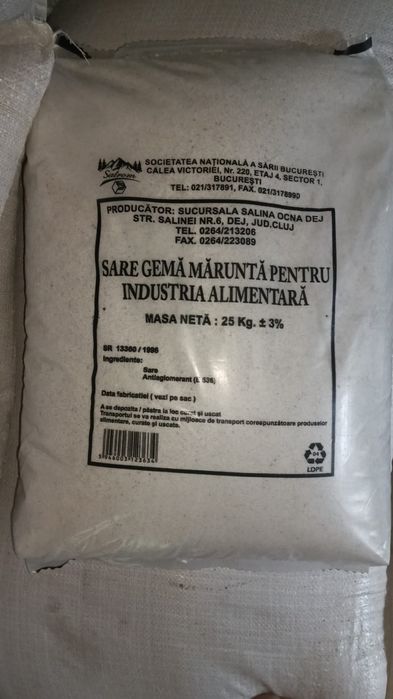 Salrom
SOCIETATEA NAȚIONALĂ A SĂRII BUCUREȘTI
CALEA VICTORIEI, Nr. 220, ETAJ 4, SECTOR 1,
BUCUREȘTI
TEL: 021/317891, FAX. 021/3178990
PRODUCĂTOR: SUCURSALA SALINA OCNA DEJ
STR. SALINEI NR.6, DEJ, JUD.CLUJ
TEL. 0264/213206
FAX. 0264/223089
SARE GEMĂ MĂRUNTĂ PENTRU
INDUSTRIA ALIMENTARĂ
MASA NETĂ : 25 Kg. ± 3%
SR 13360 / 1996
Ingrediente:
Sare
Antiaglomerant (E 536)
Data fabricatiei ( vezi pe sac )
A se depozita / păstra la loc curat și uscat
Transportul se va realiza cu mijloace de transport corespunzătoare produselor
alimentare, curate și uscate.
04
LDPE